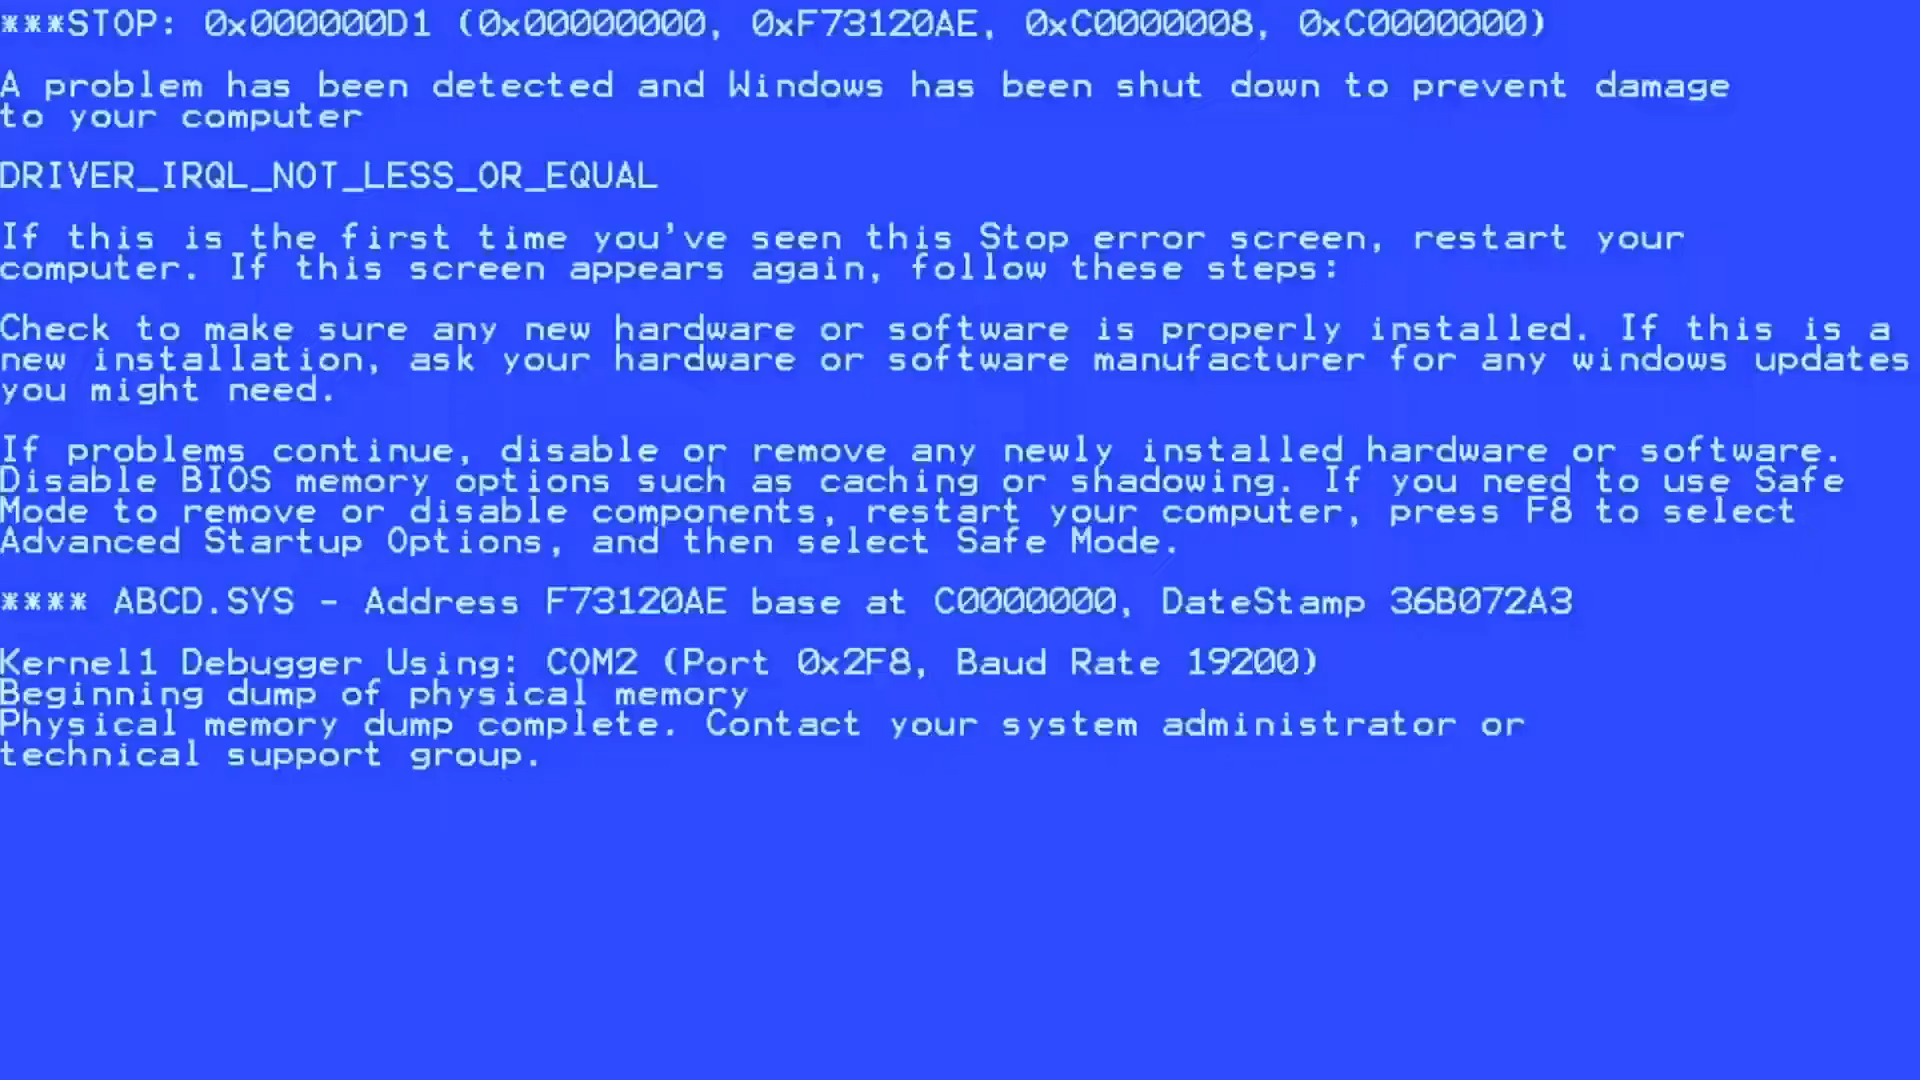 ***STOP: 0x000000D1 (0x00000000, 0xF73120AE, 0xC0000008, 0xC0000000)
A problem has been detected and Windows has been shut down to prevent damage
to your computer
DRIVER_IRQL_NOT_LESS_OR_EQUAL
If this is the first time you've seen this Stop error screen, restart your
computer. If this screen appears again, follow these steps:
Check to make sure any new hardware or software is properly installed. If this is a
new installation, ask your hardware or software manufacturer for any windows updates
you might need.
If problems continue, disable or remove any newly installed hardware or software.
Disable BIOS memory options such as caching or shadowing. If you need to use Safe
Mode to remove or disable components, restart your computer, press F8 to select
Advanced Startup Options, and then select Safe Mode.
**** ABCD.SYS - Address F73120AE base at C0000000, DateStamp 36B072A3
Kernel1 Debugger Using: COM2 (Port 0x2F8, Baud Rate 19200)
Beginning dump of physical memory
Physical memory dump complete. Contact your system administrator or
technical support group.